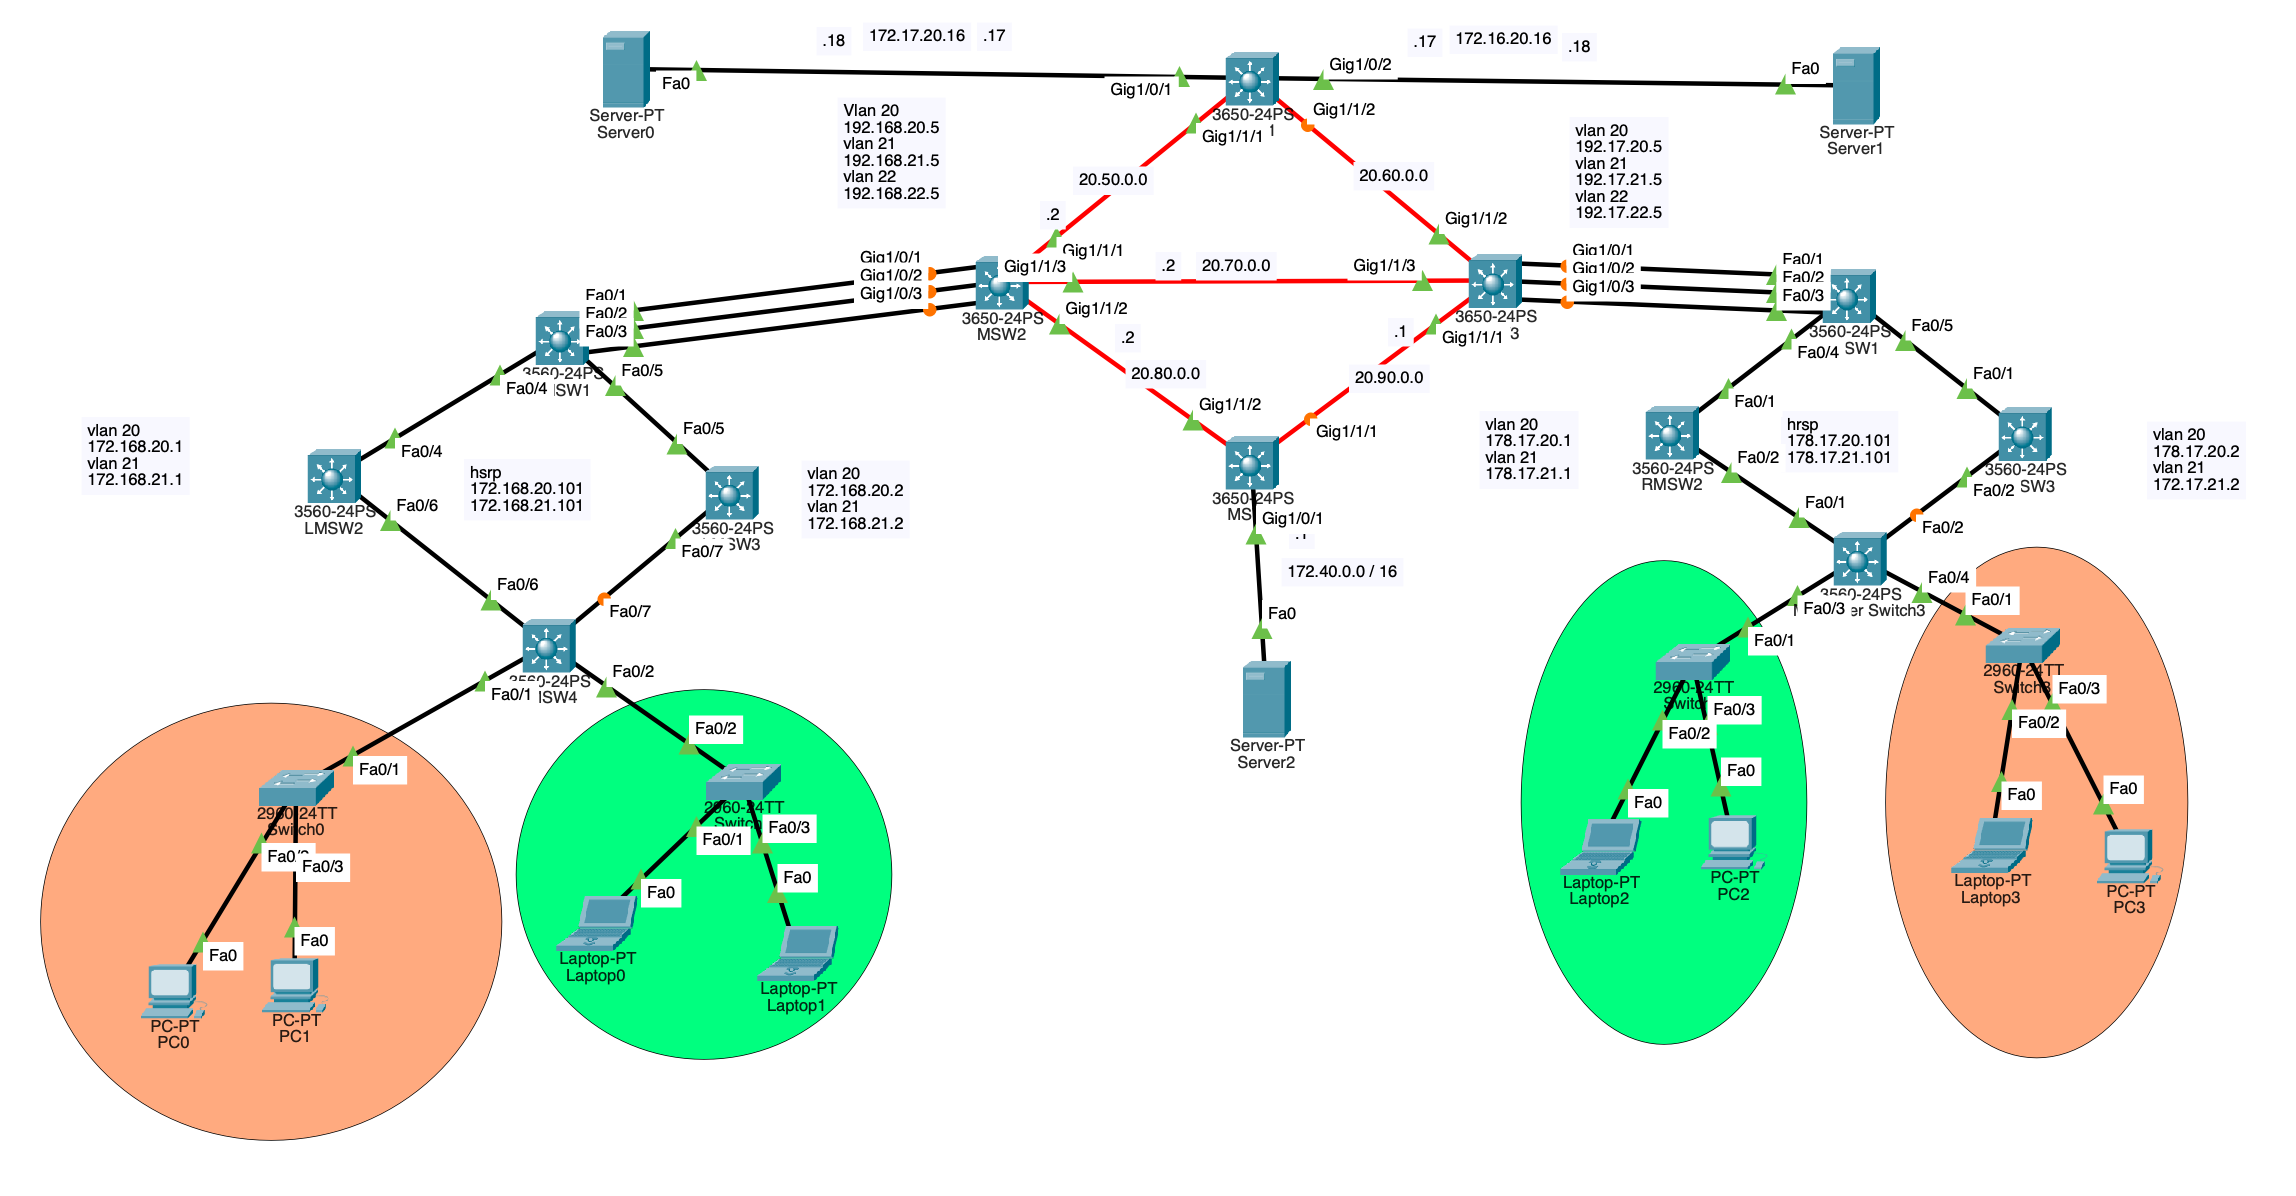 .18
172.17.20.16
.17
.17
172.16.20.16
.18
Fa0
Gig1/0/1
Gig1/0/2
Fa0
Server-PT
Server0
3650-24PS
1
Gig1/1/1
Gig1/1/2
Server-PT
Server1
Vlan 20
192.168.20.5
vlan 21
192.168.21.5
vlan 22
192.168.22.5
vlan 20
192.17.20.5
vlan 21
192.17.21.5
vlan 22
192.17.22.5
20.50.0.0
20.60.0.0
.2
Gig1/1/1
Gig1/1/2
Gig1/0/1
Gig1/0/2
Gig1/0/3
Gig1/1/3
.2
20.70.0.0
Gig1/1/3
Gig1/0/1
Gig1/0/2
Gig1/0/3
Fa0/1
Fa0/2
Fa0/3
Fa0/1
Fa0/2
Fa0/3
3650-24PS
MSW2
Gig1/1/2
3650-24PS
3
Gig1/1/1
3560-24PS
SW1
Fa0/4
Fa0/5
3560-24PS
SW1
Fa0/4
Fa0/5
.2
.1
20.80.0.0
20.90.0.0
Gig1/1/2
Gig1/1/1
vlan 20
172.168.20.1
vlan 21
172.168.21.1
Fa0/4
Fa0/5
hsrp
172.168.20.101
172.168.21.101
vlan 20
172.168.20.2
vlan 21
172.168.21.2
3560-24PS
LMSW2
Fa0/6
3560-24PS
SW3
Fa0/7
3650-24PS
MS
Gig1/0/1
.1
172.40.0.0 / 16
Fa0
Server-PT
Server2
vlan 20
178.17.20.1
vlan 21
178.17.21.1
Fa0/1
Fa0/1
hrsp
178.17.20.101
178.17.21.101
vlan 20
178.17.20.2
vlan 21
172.17.21.2
3560-24PS
RMSW2
Fa0/2
3560-24PS
SW3
Fa0/2
Fa0/1
Fa0/2
3560-24PS
er Switch3
Fa0/3
Fa0/4
Fa0/6
Fa0/7
3560-24PS
SW4
Fa0/1
Fa0/2
Fa0/1
2960-24TT
Switch0
Fa0/3
Fa0
Fa0
PC-PT
PC0
PC-PT
PC1
Fa0/2
2960-24TT
Switch
Fa0/1
Fa0/3
Fa0
Fa0
Laptop-PT
Laptop0
Laptop-PT
Laptop1
Fa0/1
2960-24TT
Fa0/2
Fa0/3
Fa0
Fa0
Laptop-PT
Laptop2
PC-PT
PC2
Fa0/1
2960-24TT
Fa0/2
Fa0/3
Fa0
Fa0
Laptop-PT
Laptop3
PC-PT
PC3